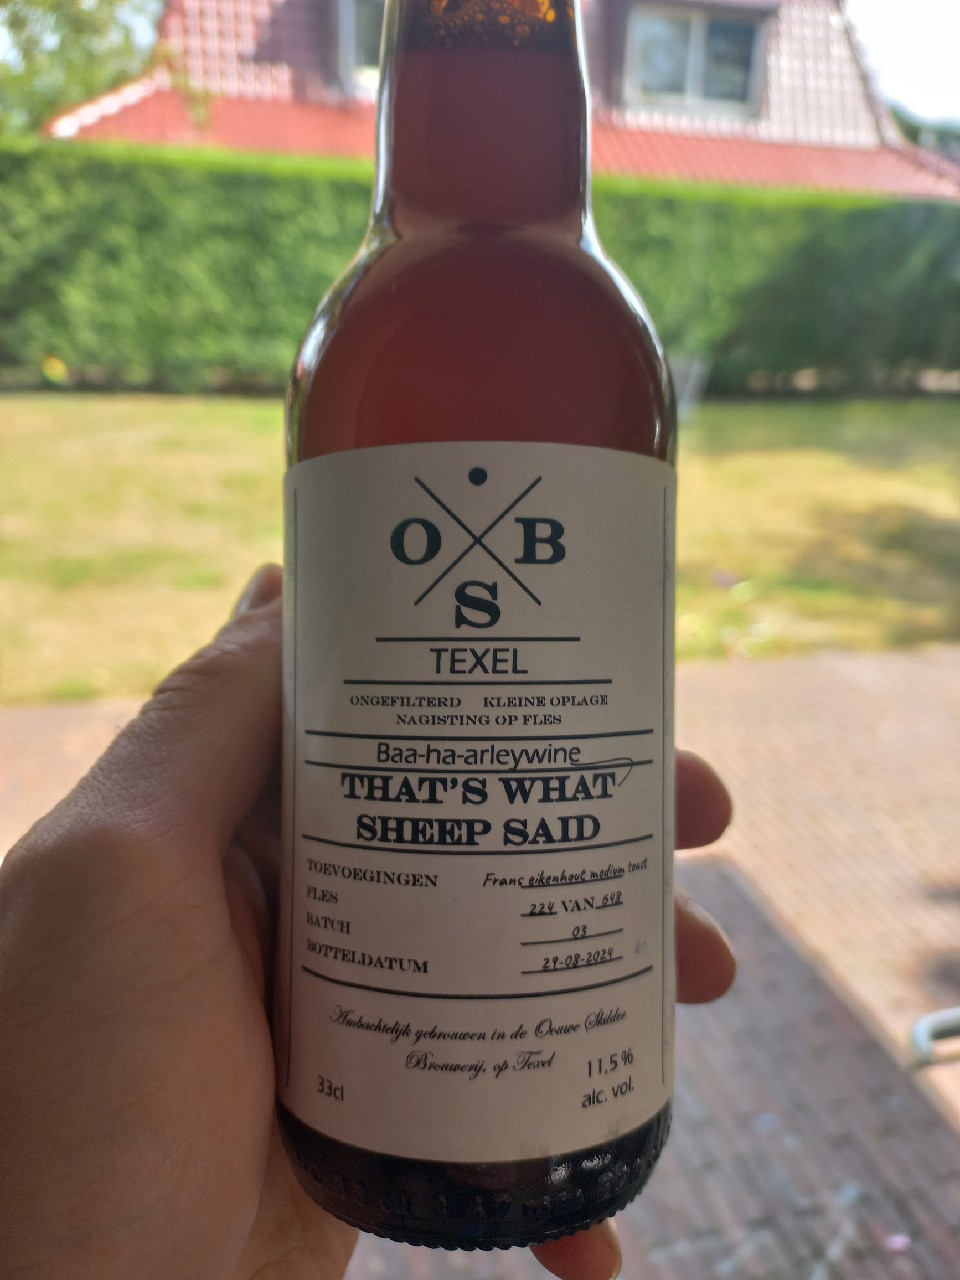 O B
S
TEXEL
ONGEFILTERD KLEINE OPLAGE
NAGISTING OP FLES
Baa-ha-arleywine
THAT'S WHAT
SHEEP SAID
TOEVOEGINGEN Frans eikenhout medium toast
FLES 224 VAN 648
BATCH 03
BOTTELDATUM 29-08-2024
Ambachtelijk gebrouwen in de Oouwe Skilder
Brouwerij, op Texel
33cl 11,5% alc. vol.